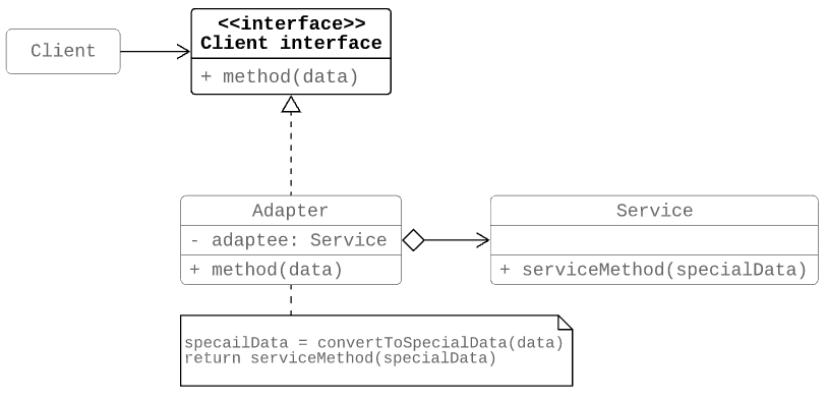 <<interface>>
Client interface
Client
+ method(data)
Adapter
- adaptee: Service
+ method(data)
Service
+ serviceMethod(specialData)
specailData = convertToSpecialData(data)
return serviceMethod(specialData)